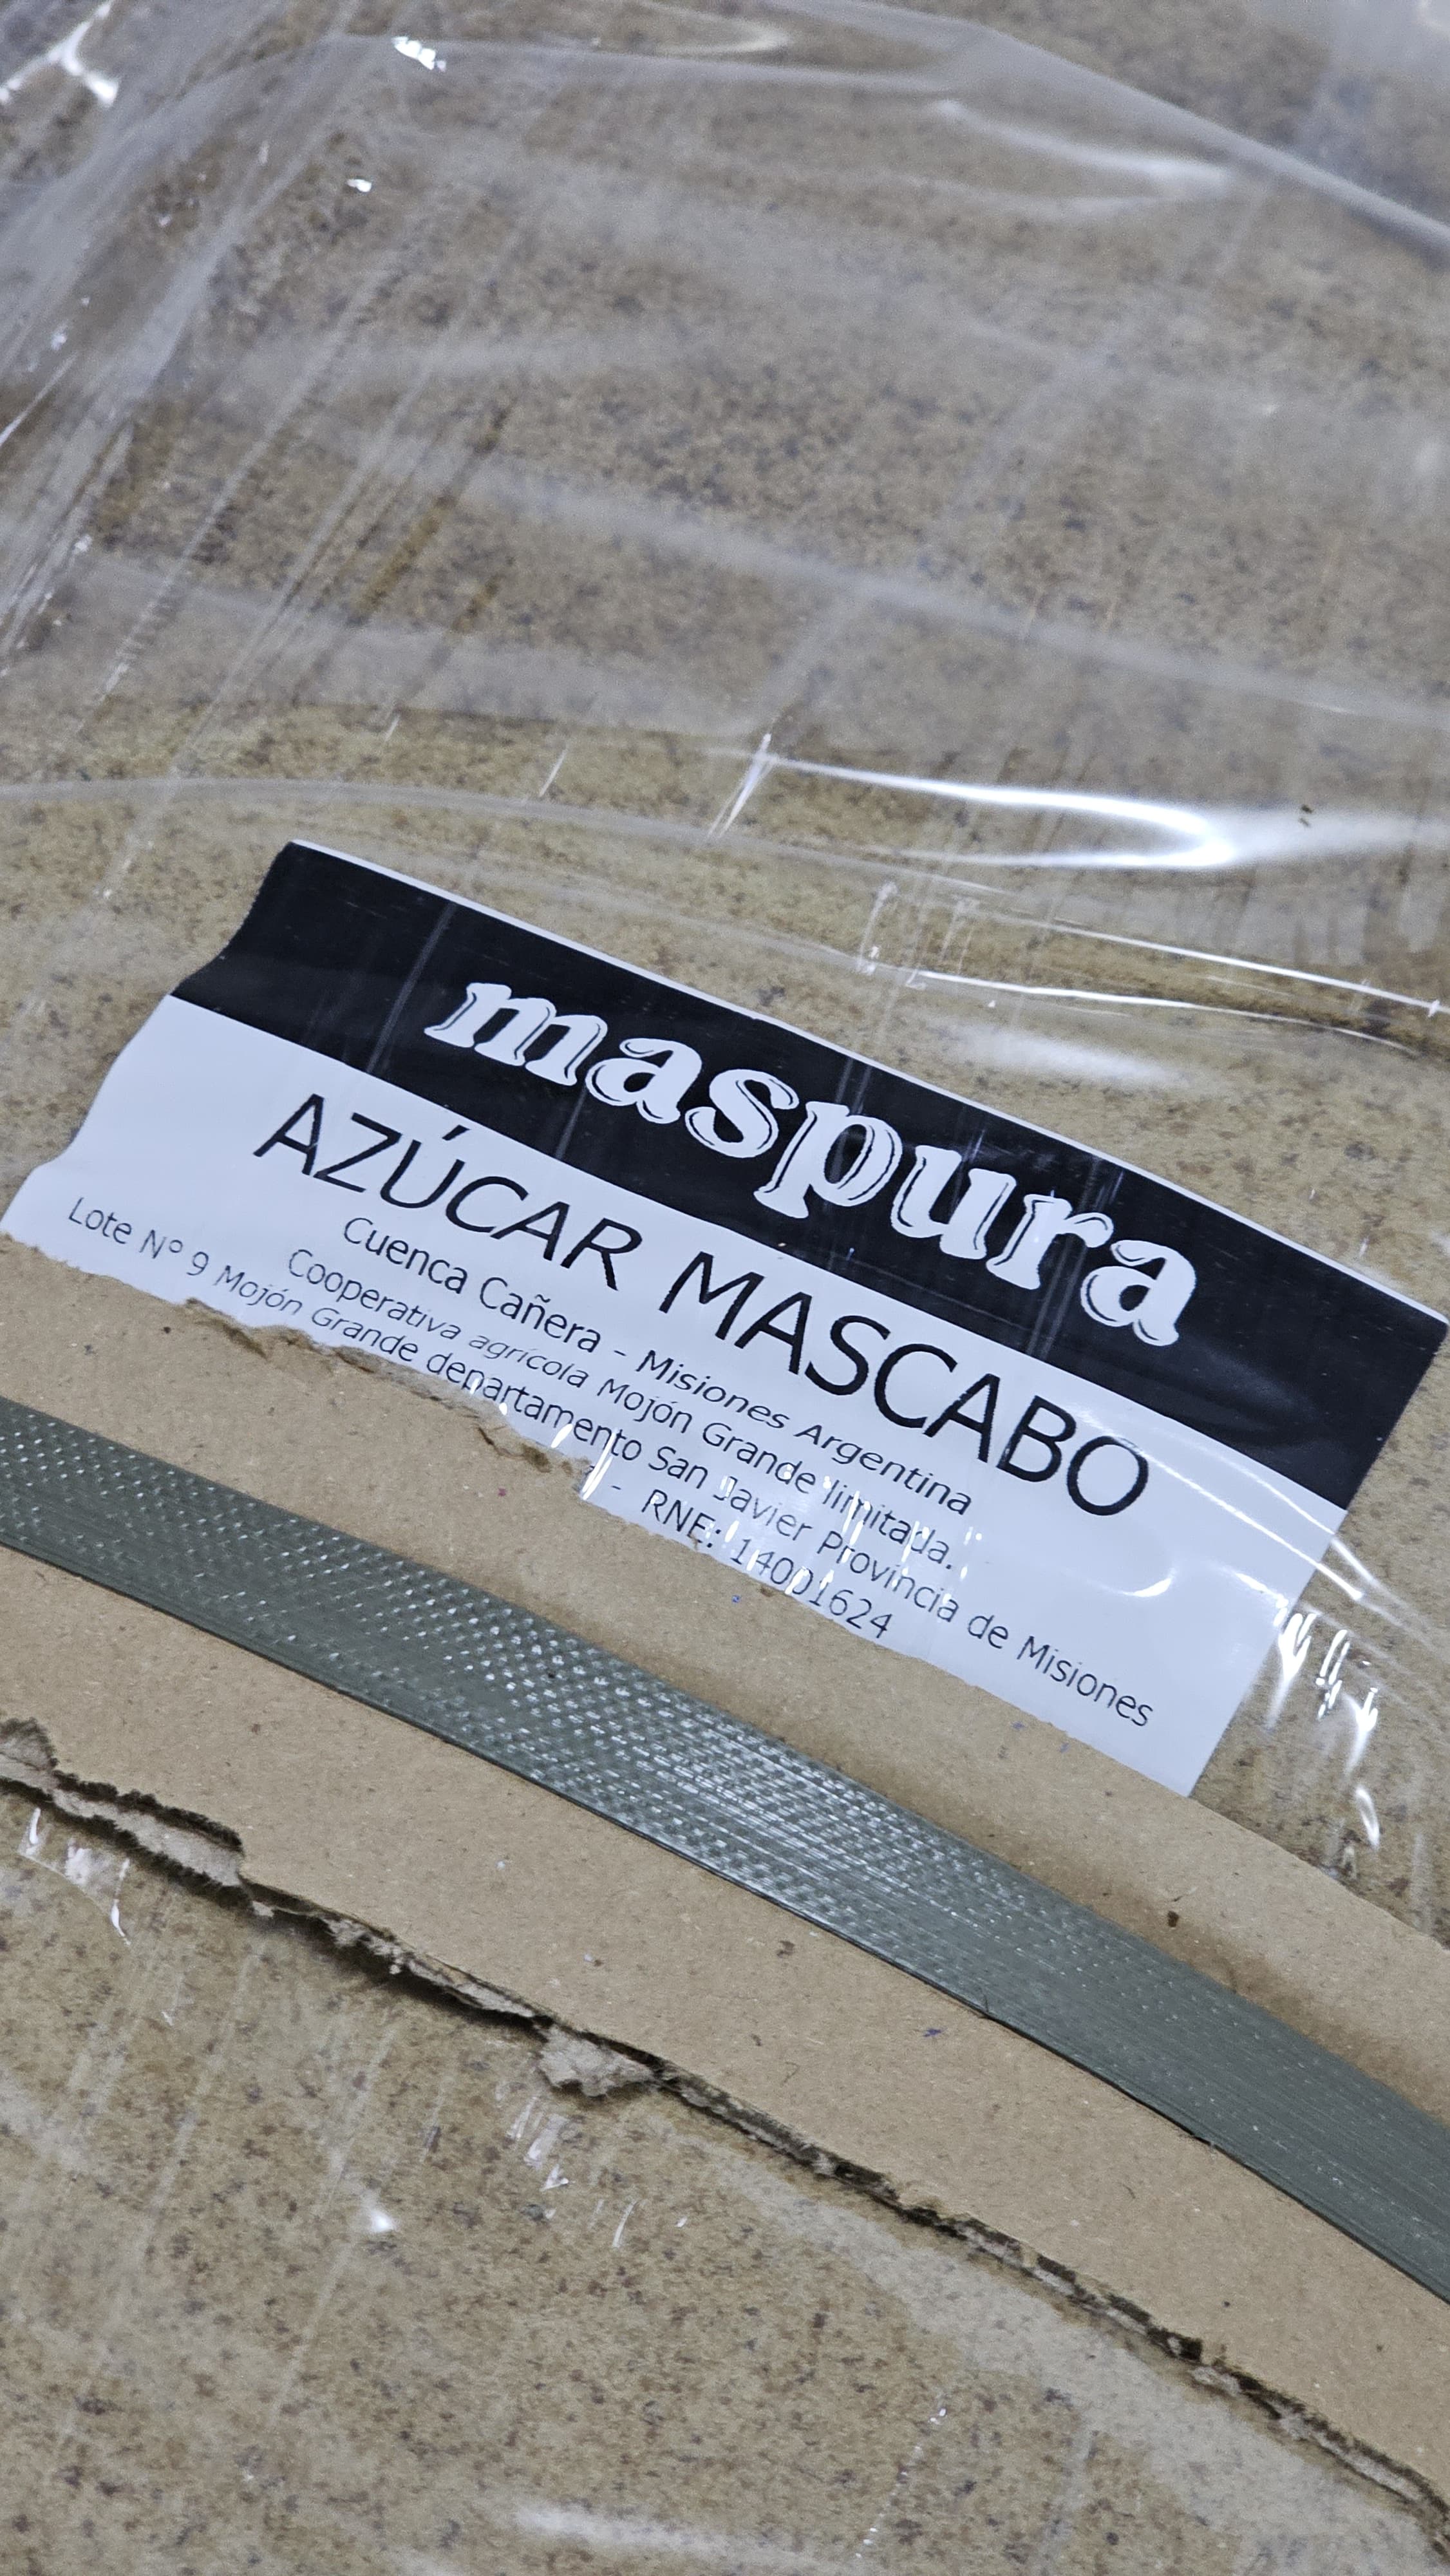 maspura
AZÚCAR MASCABO
Cuenca Cañera - Misiones Argentina
Cooperativa agrícola Mojón Grande limitada.
Lote Nº 9 Mojón Grande departamento San Javier Provincia de Misiones
- RNE: 14001624